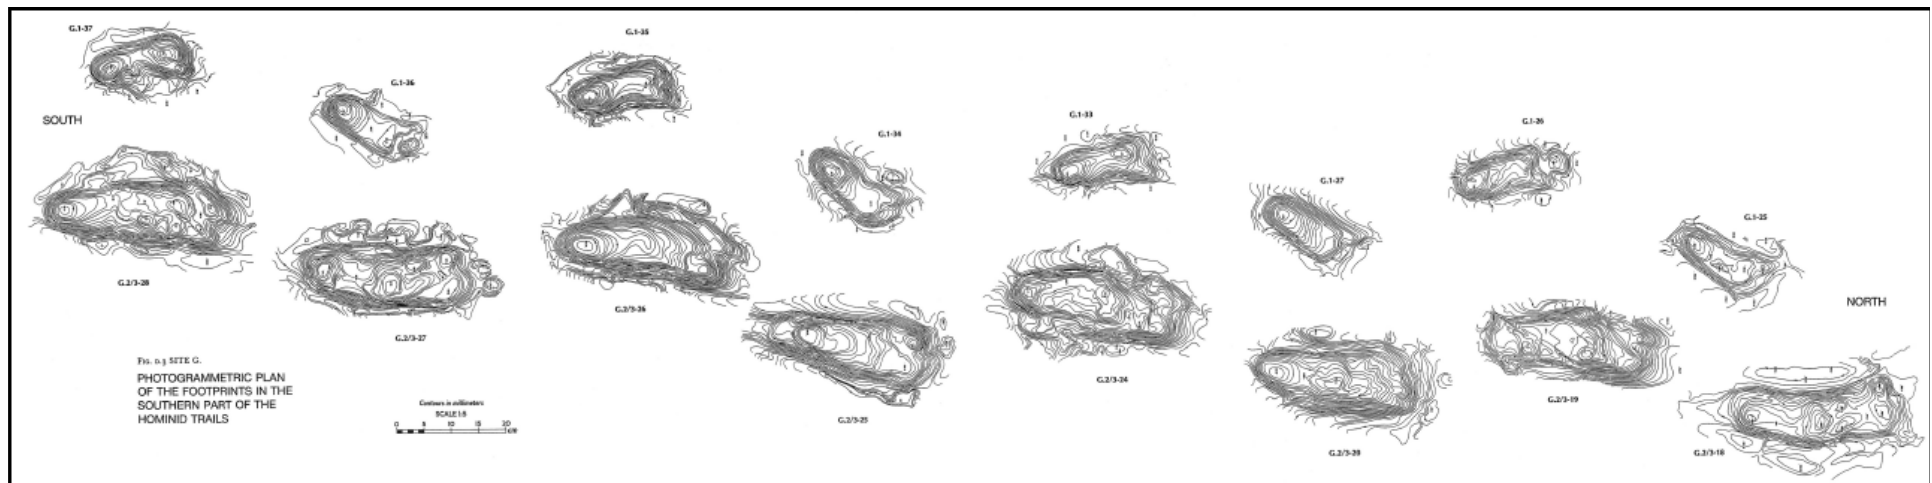 G.1-37
G.1-36
G.1-35
G.1-34
G.1-33
G.1-27
G.1-26
G.1-25
SOUTH
NORTH
G.2/3-28
G.2/3-27
G.2/3-26
G.2/3-25
G.2/3-24
G.2/3-20
G.2/3-19
G.2/3-18
SITE G.
PHOTOGRAMMETRIC PLAN
OF THE FOOTPRINTS IN THE
SOUTHERN PART OF THE
HOMINID TRAILS
Contours in millimeters
SCALE 1:5
0 5 10 15 20
cm